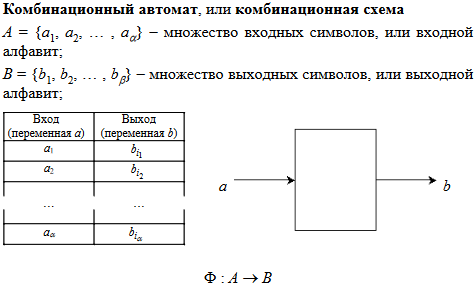 Комбинационный автомат, или комбинационная схема
A = {a₁, a₂, … , aα} – множество входных символов, или входной
алфавит;
B = {b₁, b₂, … , bβ} – множество выходных символов, или выходной
алфавит;
Вход (переменная a) Выход (переменная b)
a₁ bi₁
a₂ bi₂
… …
aα biα
a b
Φ : A → B